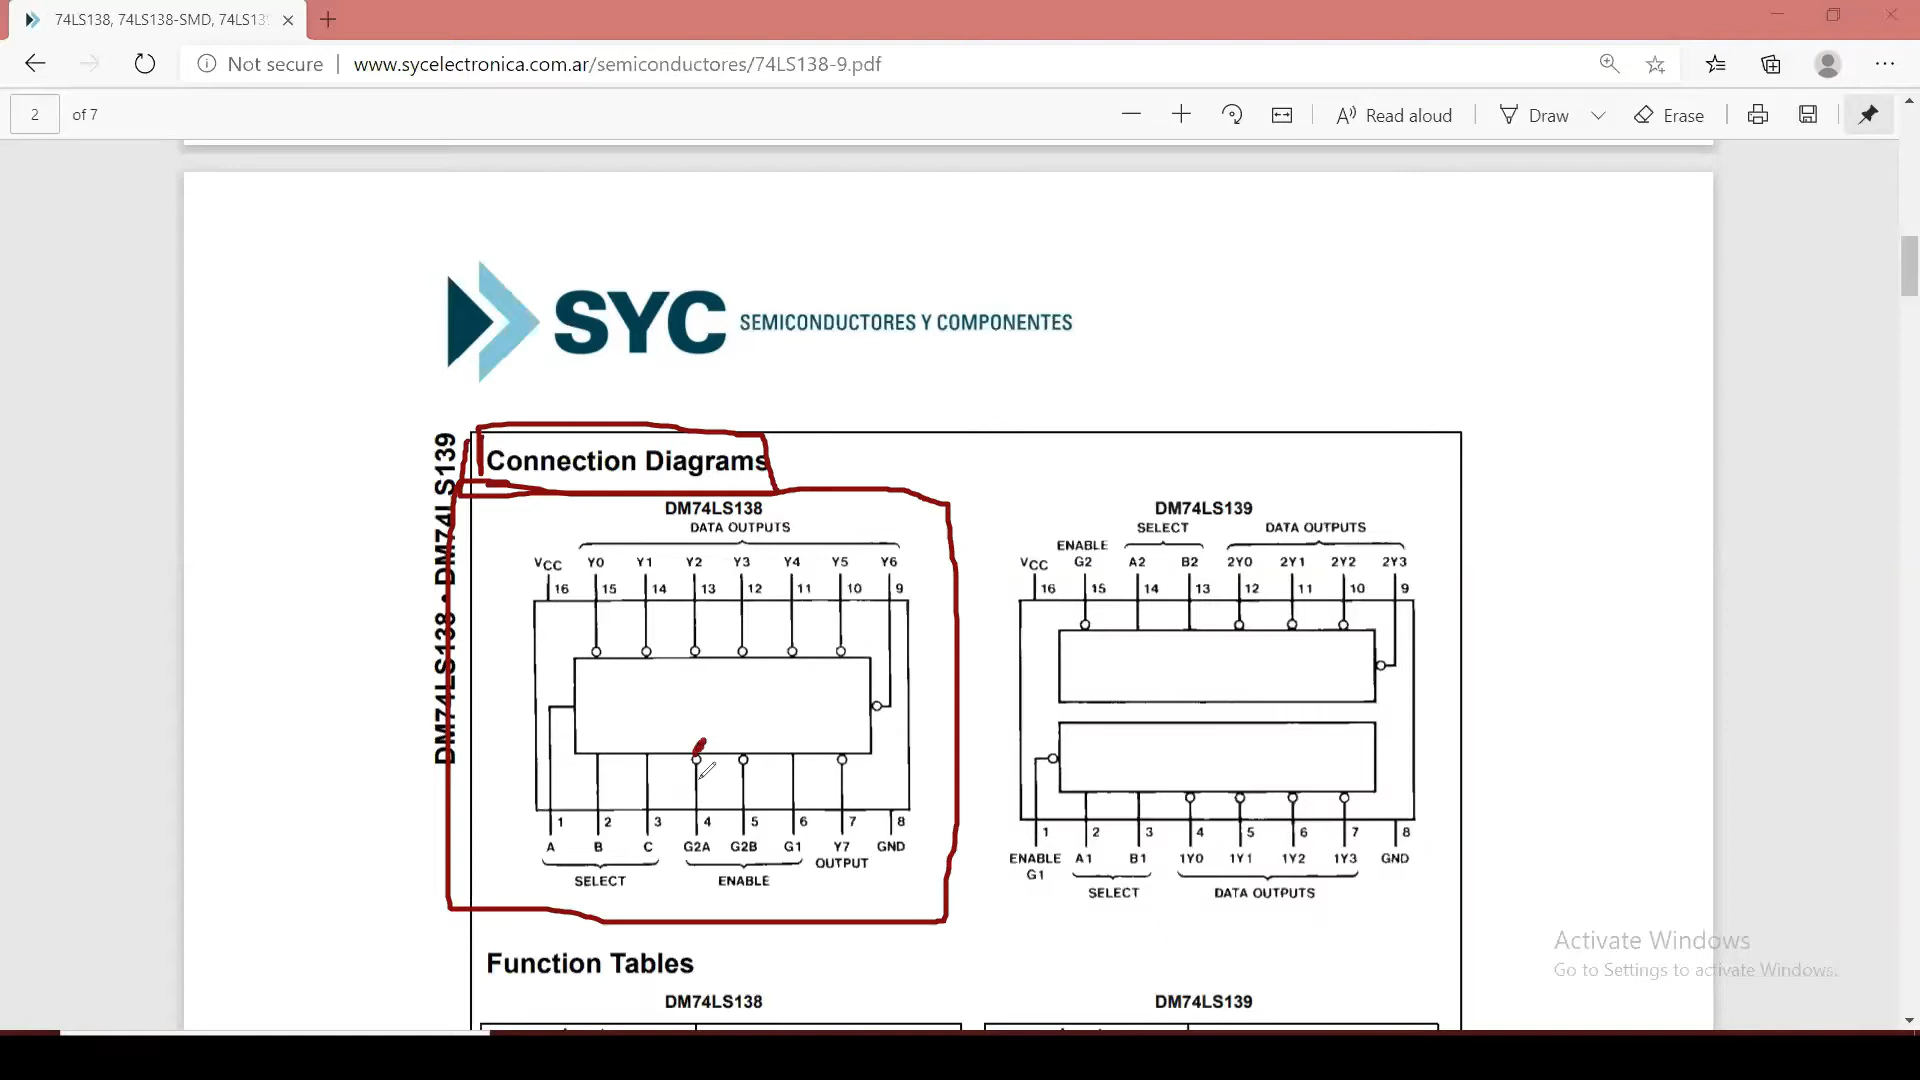 74LS138, 74LS138-SMD, 74LS13
Not secure | www.sycelectronica.com.ar/semiconductores/74LS138-9.pdf
2 of 7
Read aloud
Draw
Erase
SYC SEMICONDUCTORES Y COMPONENTES
DM74LS138 • DM74LS139
Connection Diagrams
DM74LS138
DATA OUTPUTS
VCC Y0 Y1 Y2 Y3 Y4 Y5 Y6
16 15 14 13 12 11 10 9
1 2 3 4 5 6 7 8
A B C G2A G2B G1 Y7 GND
OUTPUT
SELECT ENABLE
DM74LS139
SELECT DATA OUTPUTS
ENABLE
VCC G2 A2 B2 2Y0 2Y1 2Y2 2Y3
16 15 14 13 12 11 10 9
1 2 3 4 5 6 7 8
ENABLE A1 B1 1Y0 1Y1 1Y2 1Y3 GND
G1
SELECT DATA OUTPUTS
Function Tables
DM74LS138 DM74LS139
Activate Windows
Go to Settings to activate Windows.